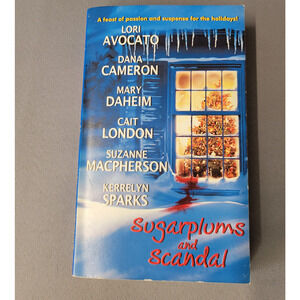 A feast of passion and suspense for the holidays!
LORI
AVOCATO
DANA
CAMERON
MARY
DAHEIM
CAIT
LONDON
SUZANNE
MACPHERSON
KERRELYN
SPARKS
Sugarplums
and
Scandal